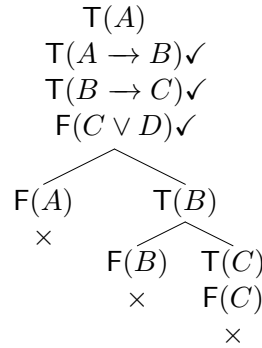 T(A)
T(A → B)✓
T(B → C)✓
F(C ∨ D)✓
F(A) T(B)
×
F(B) T(C)
× F(C)
×